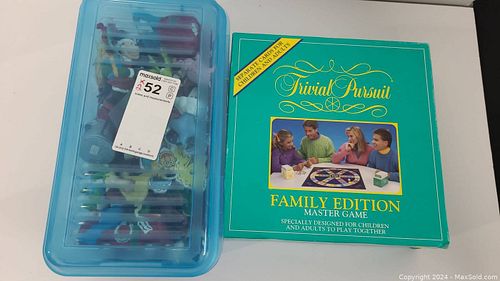 maxsold
52
SEPARATE CARDS FOR
CHILDREN AND ADULTS
Trivial Pursuit
FAMILY EDITION
MASTER GAME
SPECIALLY DESIGNED FOR CHILDREN
AND ADULTS TO PLAY TOGETHER
Copyright 2024 - MaxSold.com